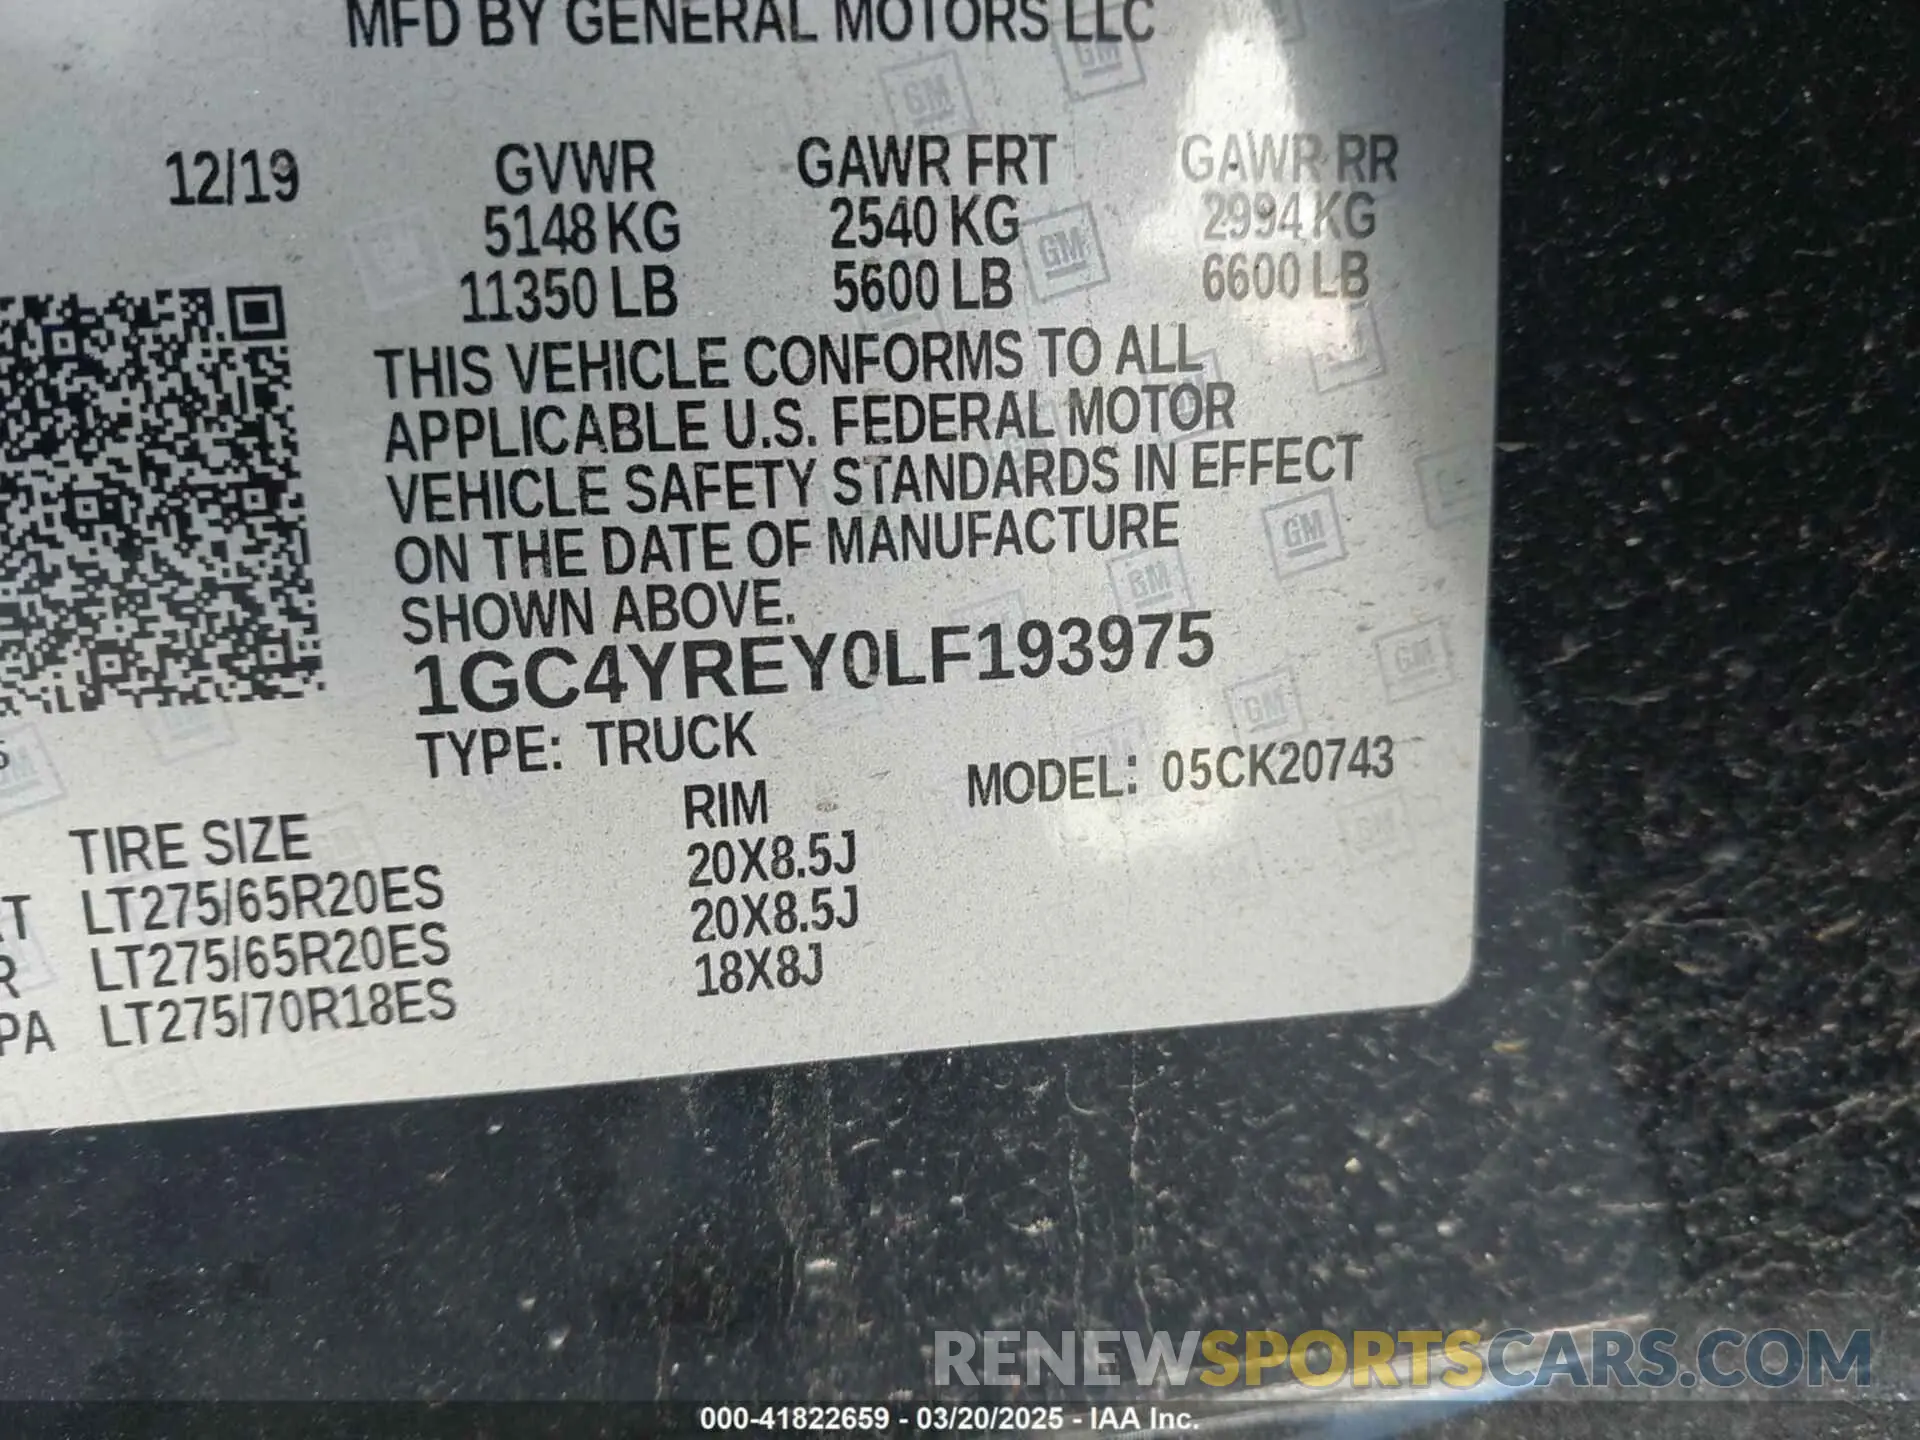 MFD BY GENERAL MOTORS LLC
12/19 GVWR GAWR FRT GAWR RR
5148 KG 2540 KG 2994 KG
11350 LB 5600 LB 6600 LB
THIS VEHICLE CONFORMS TO ALL
APPLICABLE U.S. FEDERAL MOTOR
VEHICLE SAFETY STANDARDS IN EFFECT
ON THE DATE OF MANUFACTURE
SHOWN ABOVE.
1GC4YREY0LF193975
TYPE: TRUCK
MODEL: 05CK20743
TIRE SIZE RIM
RT LT275/65R20ES 20X8.5J
R LT275/65R20ES 20X8.5J
PA LT275/70R18ES 18X8J
GM
RENEWSPORTSCARS.COM
000-41822659 - 03/20/2025 - IAA Inc.